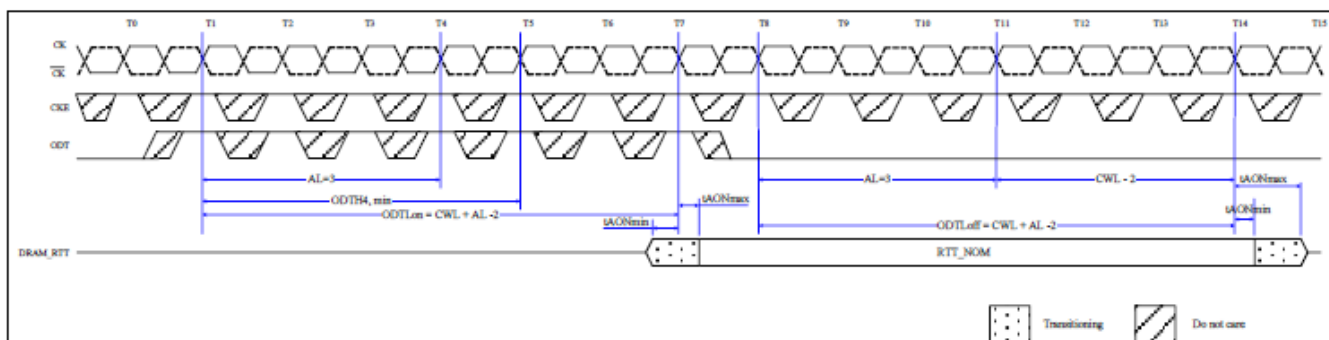 T0 T1 T2 T3 T4 T5 T6 T7 T8 T9 T10 T11 T12 T13 T14 T15
CK
CK
CKE
ODT
AL=3 AL=3 CWL - 2 tAONmax
ODTH4, min
tAONmax tAONmin
ODTLon = CWL + AL -2
tAONmin ODTLoff = CWL + AL -2
DRAM_RTT RTT_NOM
Transitioning Do not care